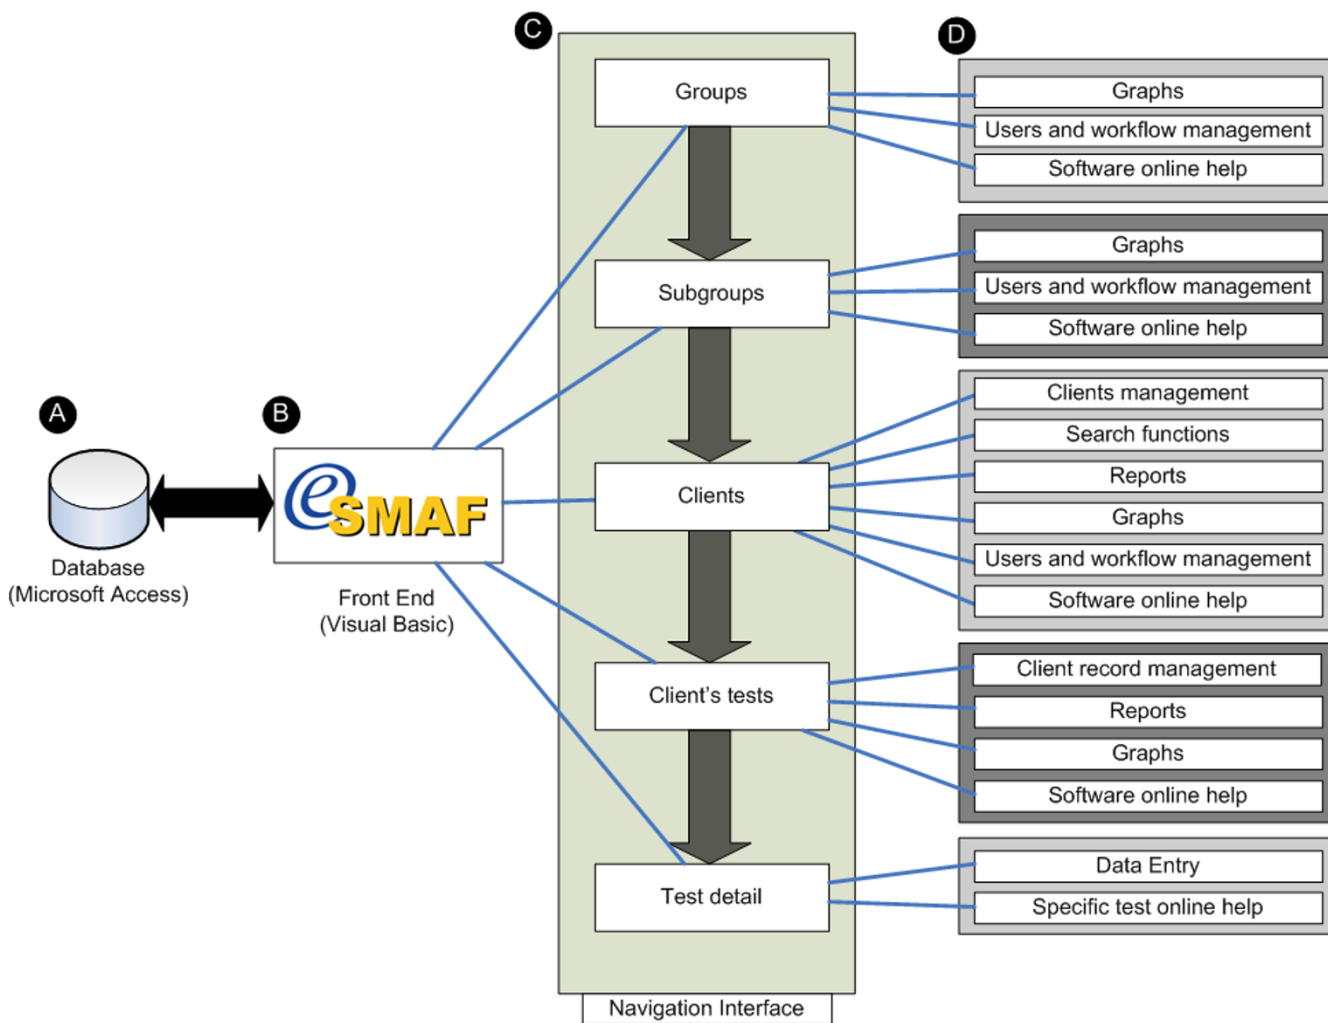 C
D
Groups
Graphs
Users and workflow management
Software online help
Subgroups
Graphs
Users and workflow management
Software online help
A
B
Database
(Microsoft Access)
eSMAF
Front End
(Visual Basic)
Clients
Clients management
Search functions
Reports
Graphs
Users and workflow management
Software online help
Client's tests
Client record management
Reports
Graphs
Software online help
Test detail
Data Entry
Specific test online help
Navigation Interface